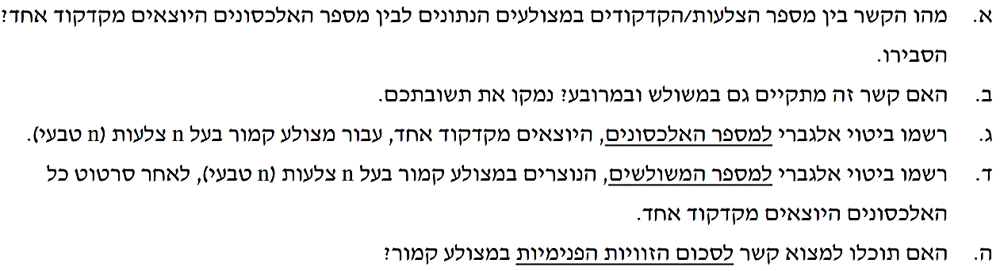 א. מהו הקשר בין מספר הצלעות/הקדקודים במצולעים הנתונים לבין מספר האלכסונים היוצאים מקדקוד אחד?
הסבירו.
ב. האם קשר זה מתקיים גם במשולש ובמרובע? נמקו את תשובתכם.
ג. רשמו ביטוי אלגברי למספר האלכסונים, היוצאים מקדקוד אחד, עבור מצולע קמור בעל n צלעות (n טבעי).
ד. רשמו ביטוי אלגברי למספר המשולשים, הנוצרים במצולע קמור בעל n צלעות (n טבעי), לאחר סרטוט כל
האלכסונים היוצאים מקדקוד אחד.
ה. האם תוכלו למצוא קשר לסכום הזוויות הפנימיות במצולע קמור?